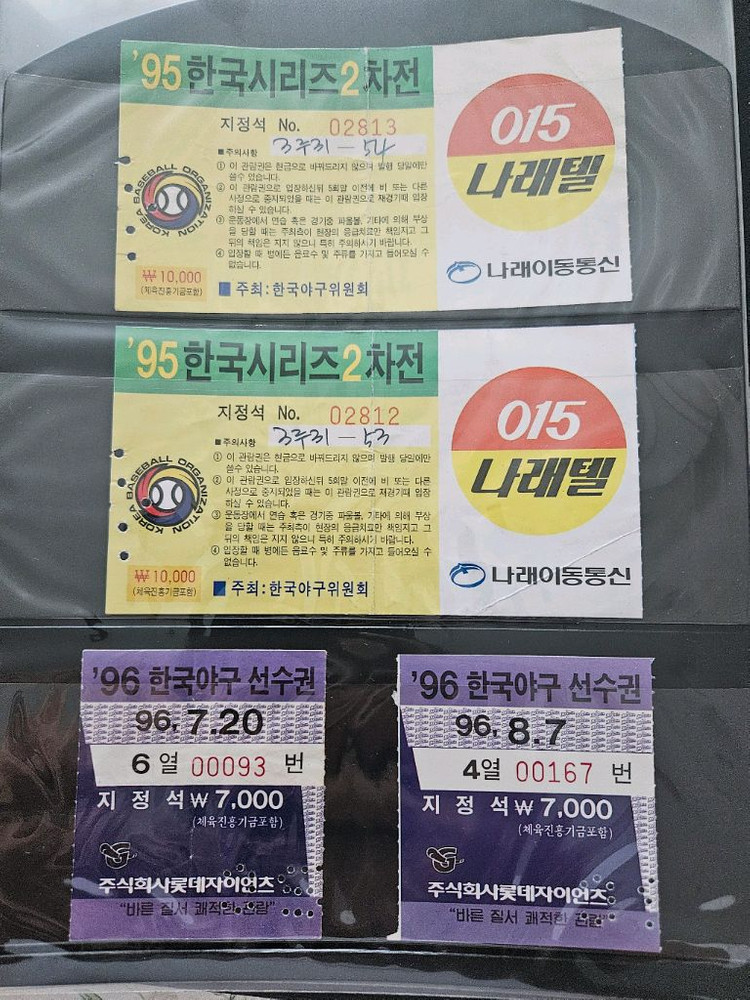 '95 한국시리즈2차전
지정석 No. 02813
■주의사항
54
① 이 관람권은 현금으로 바꿔드리지 않으며 발행 당일에만
쓸수 있습니다.
② 이 관람권으로 입장하신뒤 5회말 이전에 비 또는 다른
사정으로 중지되었을 때는 이 관람권으로 재경기때 입장
하실 수 있습니다.
③ 운동장에서 연습 혹은 경기중 파울볼, 기타에 의해 부상
을 당할 때는 주최측이 현장의 응급치료만 책임지고 그
뒤의 책임은 지지 않으니 특히 주의하시기 바랍니다.
④ 입장할 때 병에든 음료수 및 주류를 가지고 들어오실 수
없습니다.
KOREA BASEBALL ORGANIZATION
₩10,000
(체육진흥기금포함)
주최:한국야구위원회
015
나래텔
나래이동통신
'95 한국시리즈2차전
지정석 No. 02812
■주의사항
53
① 이 관람권은 현금으로 바꿔드리지 않으며 발행 당일에만
쓸수 있습니다.
② 이 관람권으로 입장하신뒤 5회말 이전에 비 또는 다른
사정으로 중지되었을 때는 이 관람권으로 재경기때 입장
하실 수 있습니다.
③ 운동장에서 연습 혹은 경기중 파울볼, 기타에 의해 부상
을 당할 때는 주최측이 현장의 응급치료만 책임지고 그
뒤의 책임은 지지 않으니 특히 주의하시기 바랍니다.
④ 입장할 때 병에든 음료수 및 주류를 가지고 들어오실 수
없습니다.
KOREA BASEBALL ORGANIZATION
₩10,000
(체육진흥기금포함)
주최:한국야구위원회
015
나래텔
나래이동통신
'96 한국야구 선수권
96. 7.20
6열 00093 번
지정석₩7,000
(체육진흥기금포함)
주식회사롯데자이언츠
"바른 질서 쾌적한 관람"
'96 한국야구 선수권
96. 8.7
4열 00167 번
지정석₩7,000
(체육진흥기금포함)
주식회사롯데자이언츠
"바른 질서 쾌적한 관람"